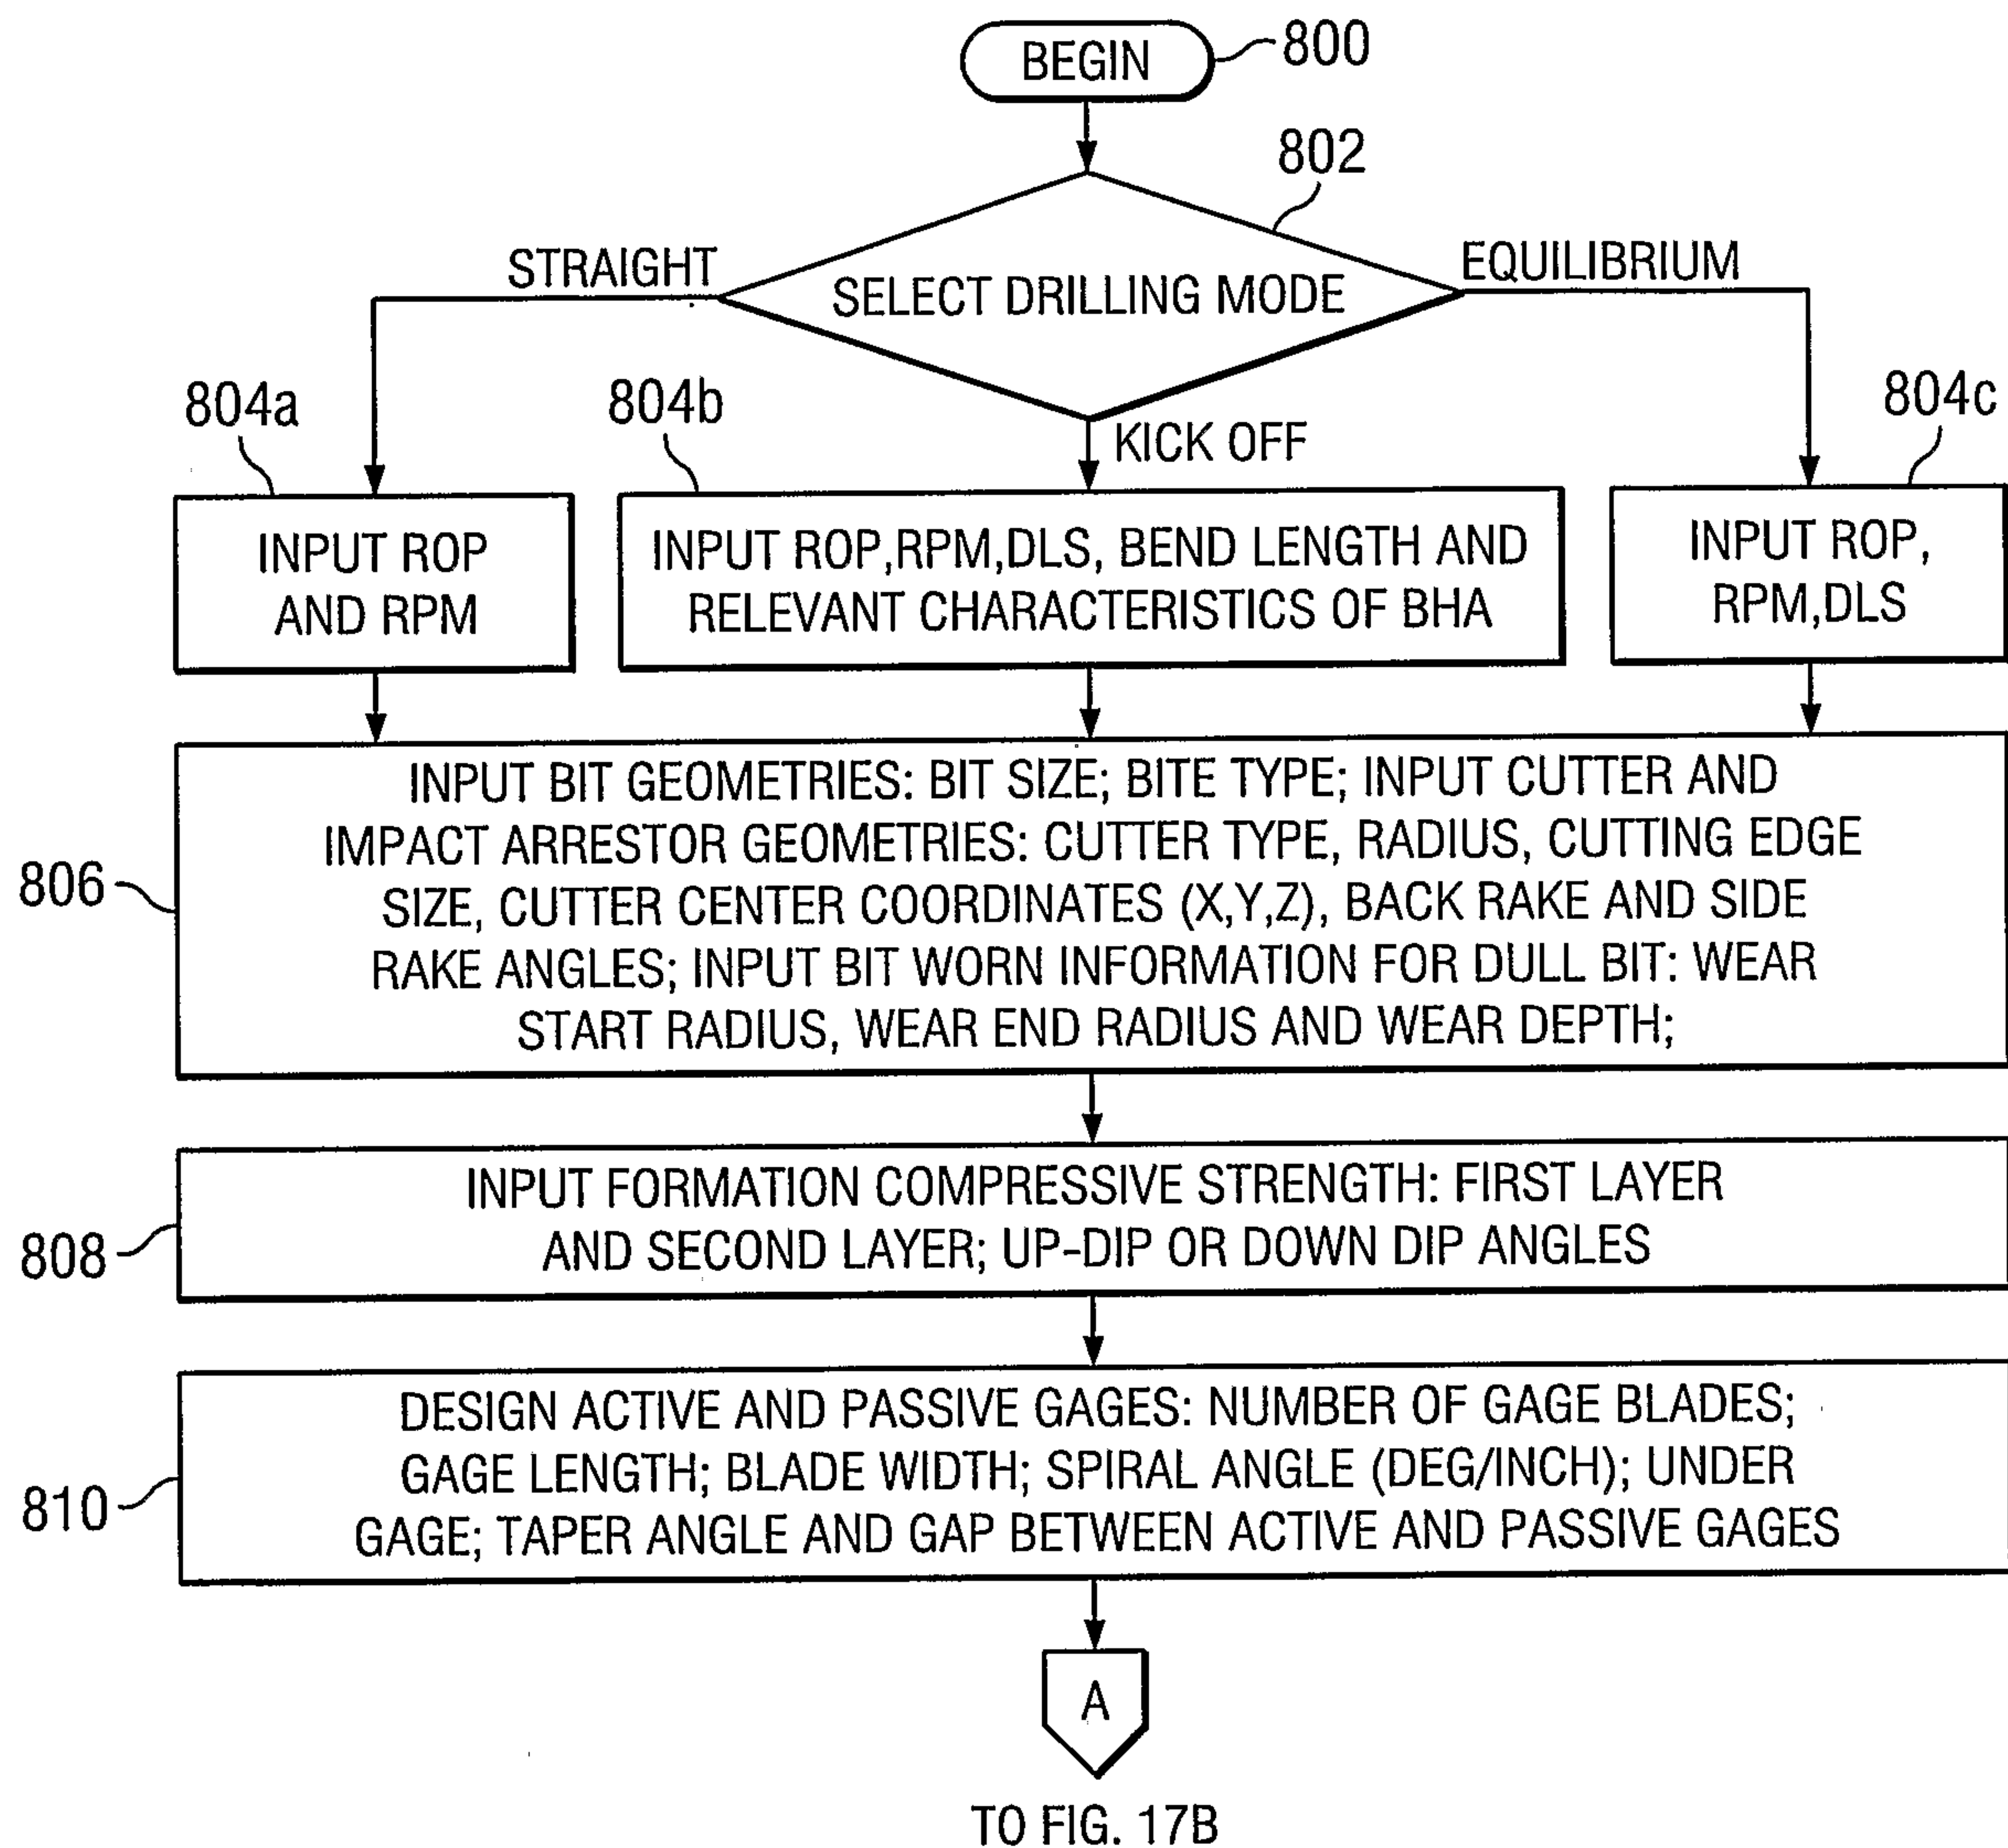 BEGIN
800
802
SELECT DRILLING MODE
STRAIGHT
EQUILIBRIUM
KICK OFF
804a
804b
804c
INPUT ROP
AND RPM
INPUT ROP,RPM,DLS, BEND LENGTH AND
RELEVANT CHARACTERISTICS OF BHA
INPUT ROP,
RPM,DLS
806
INPUT BIT GEOMETRIES: BIT SIZE; BITE TYPE; INPUT CUTTER AND
IMPACT ARRESTOR GEOMETRIES: CUTTER TYPE, RADIUS, CUTTING EDGE
SIZE, CUTTER CENTER COORDINATES (X,Y,Z), BACK RAKE AND SIDE
RAKE ANGLES; INPUT BIT WORN INFORMATION FOR DULL BIT: WEAR
START RADIUS, WEAR END RADIUS AND WEAR DEPTH;
808
INPUT FORMATION COMPRESSIVE STRENGTH: FIRST LAYER
AND SECOND LAYER; UP-DIP OR DOWN DIP ANGLES
810
DESIGN ACTIVE AND PASSIVE GAGES: NUMBER OF GAGE BLADES;
GAGE LENGTH; BLADE WIDTH; SPIRAL ANGLE (DEG/INCH); UNDER
GAGE; TAPER ANGLE AND GAP BETWEEN ACTIVE AND PASSIVE GAGES
A
TO FIG. 17B